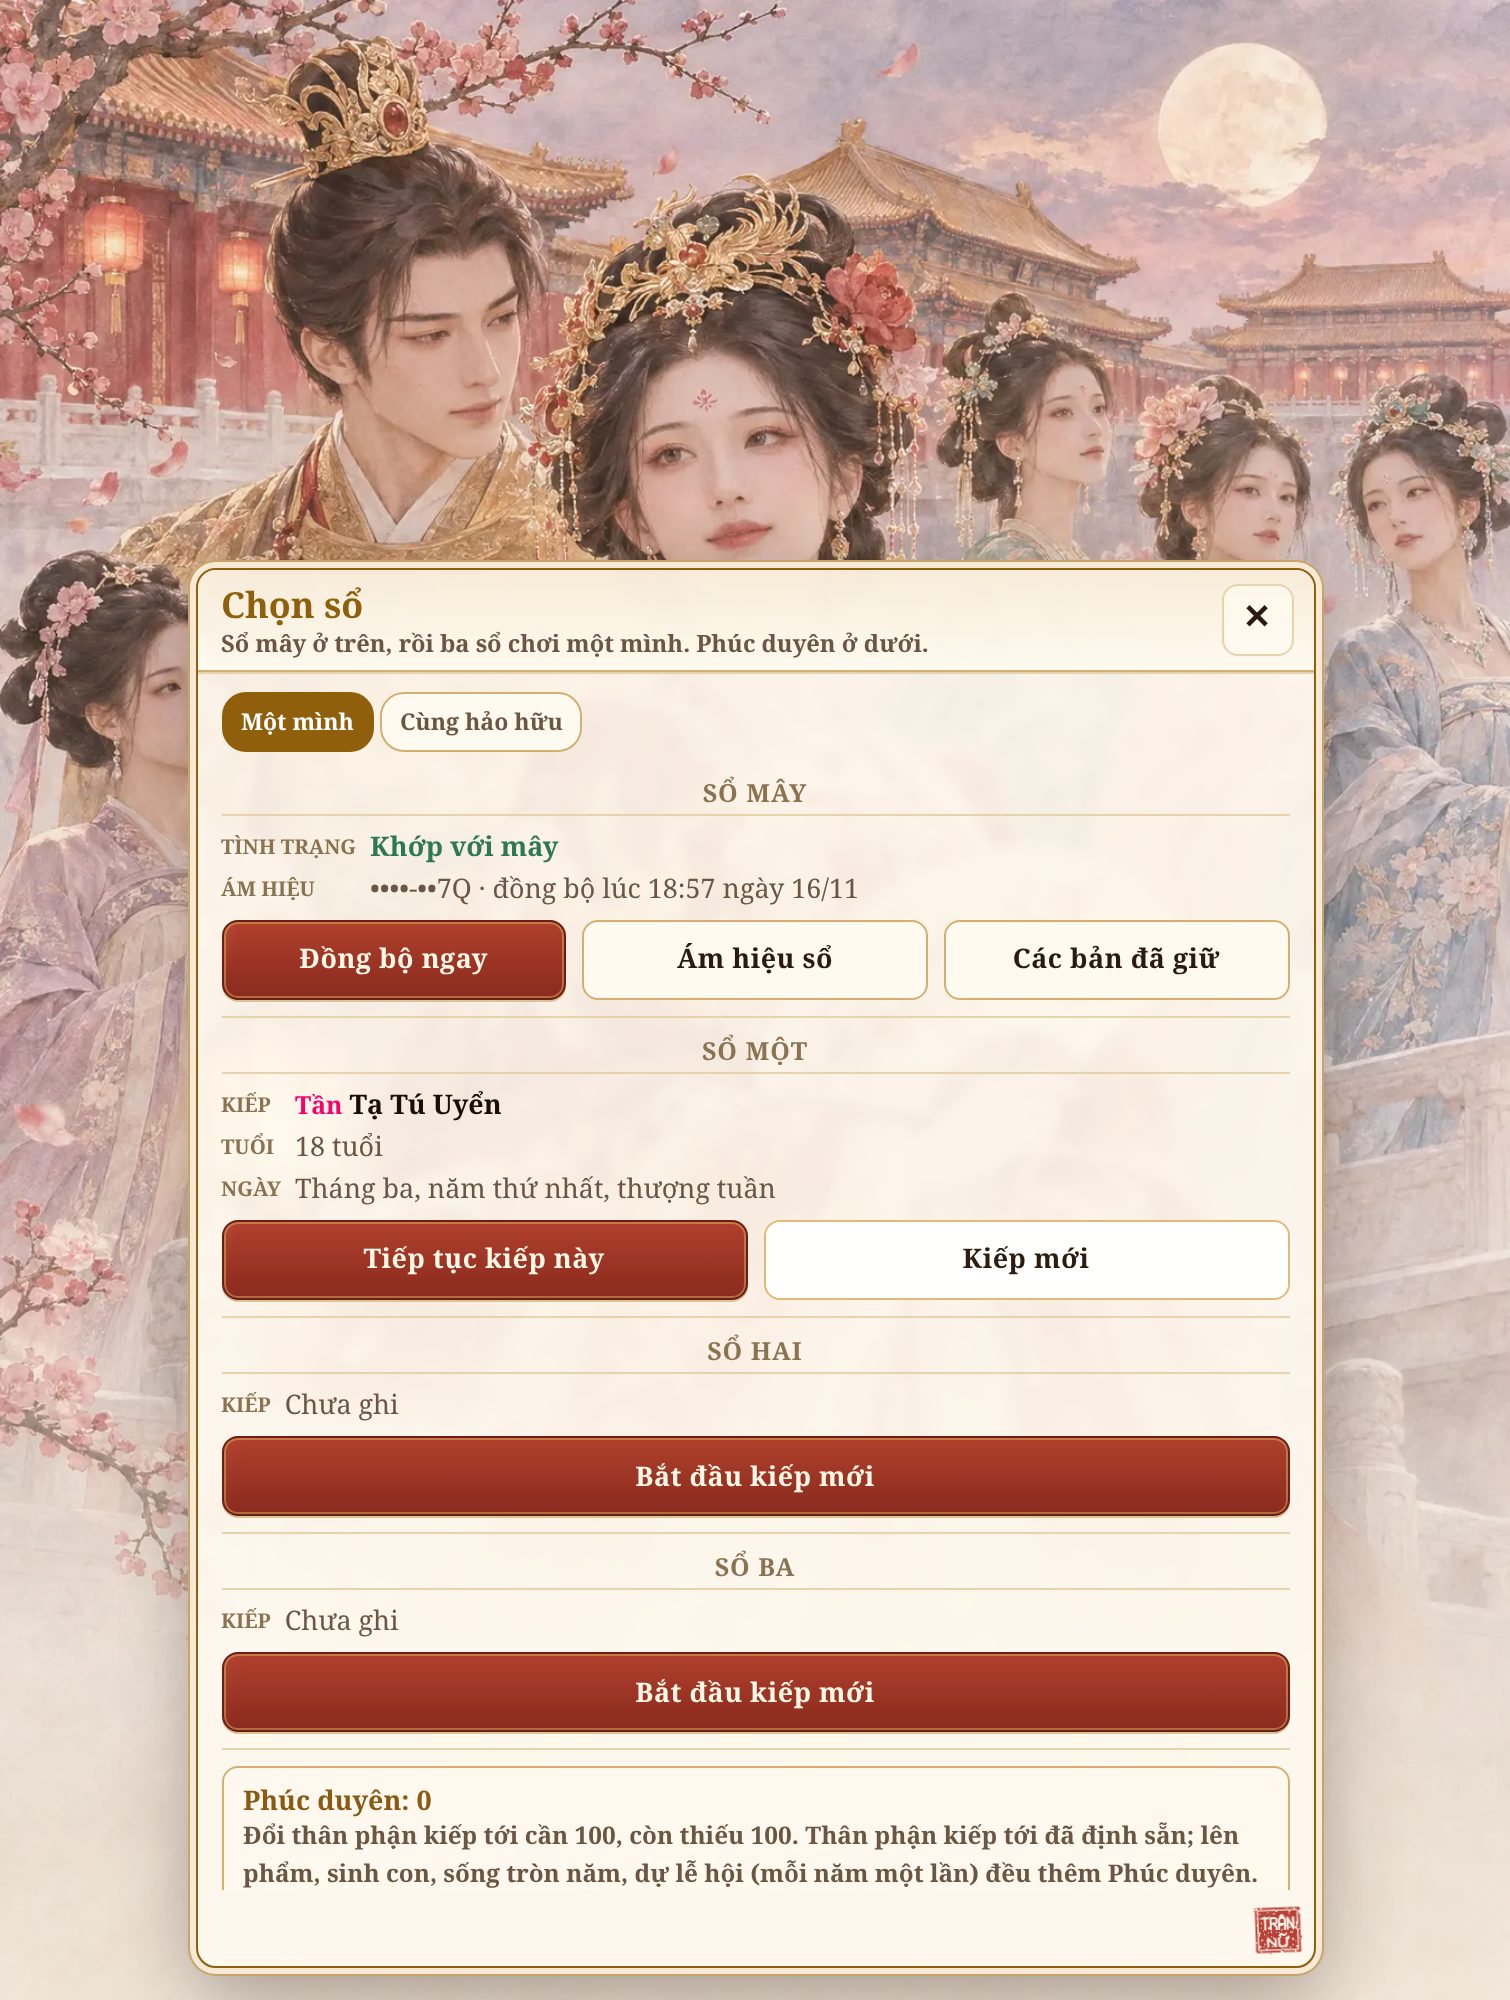 Chọn sổ
Sổ mây ở trên, rồi ba sổ chơi một mình. Phúc duyên ở dưới.
✕
Một mình
Cùng hảo hữu
SỔ MÂY
TÌNH TRẠNG Khớp với mây
ÁM HIỆU ••••-••7Q · đồng bộ lúc 18:57 ngày 16/11
Đồng bộ ngay
Ám hiệu sổ
Các bản đã giữ
SỔ MỘT
KIẾP Tần Tạ Tú Uyển
TUỔI 18 tuổi
NGÀY Tháng ba, năm thứ nhất, thượng tuần
Tiếp tục kiếp này
Kiếp mới
SỔ HAI
KIẾP Chưa ghi
Bắt đầu kiếp mới
SỔ BA
KIẾP Chưa ghi
Bắt đầu kiếp mới
Phúc duyên: 0
Đổi thân phận kiếp tới cần 100, còn thiếu 100. Thân phận kiếp tới đã định sẵn; lên
phẩm, sinh con, sống tròn năm, dự lễ hội (mỗi năm một lần) đều thêm Phúc duyên.
TRÂN
NỮ